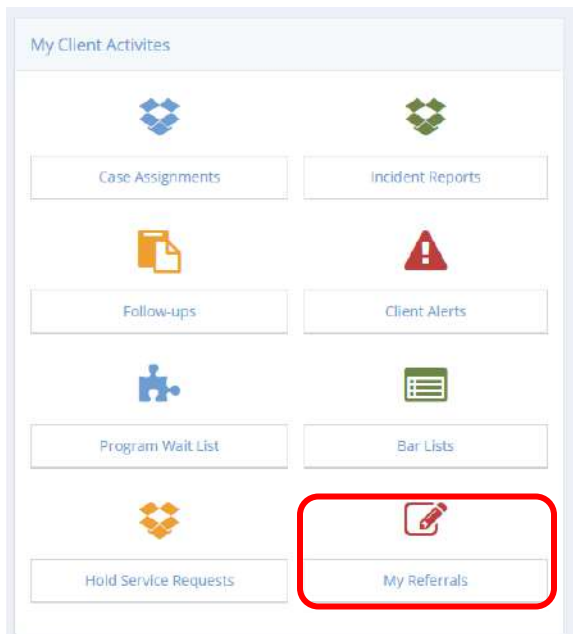 My Client Activites
Case Assignments
Incident Reports
Follow-ups
Client Alerts
Program Wait List
Bar Lists
Hold Service Requests
My Referrals